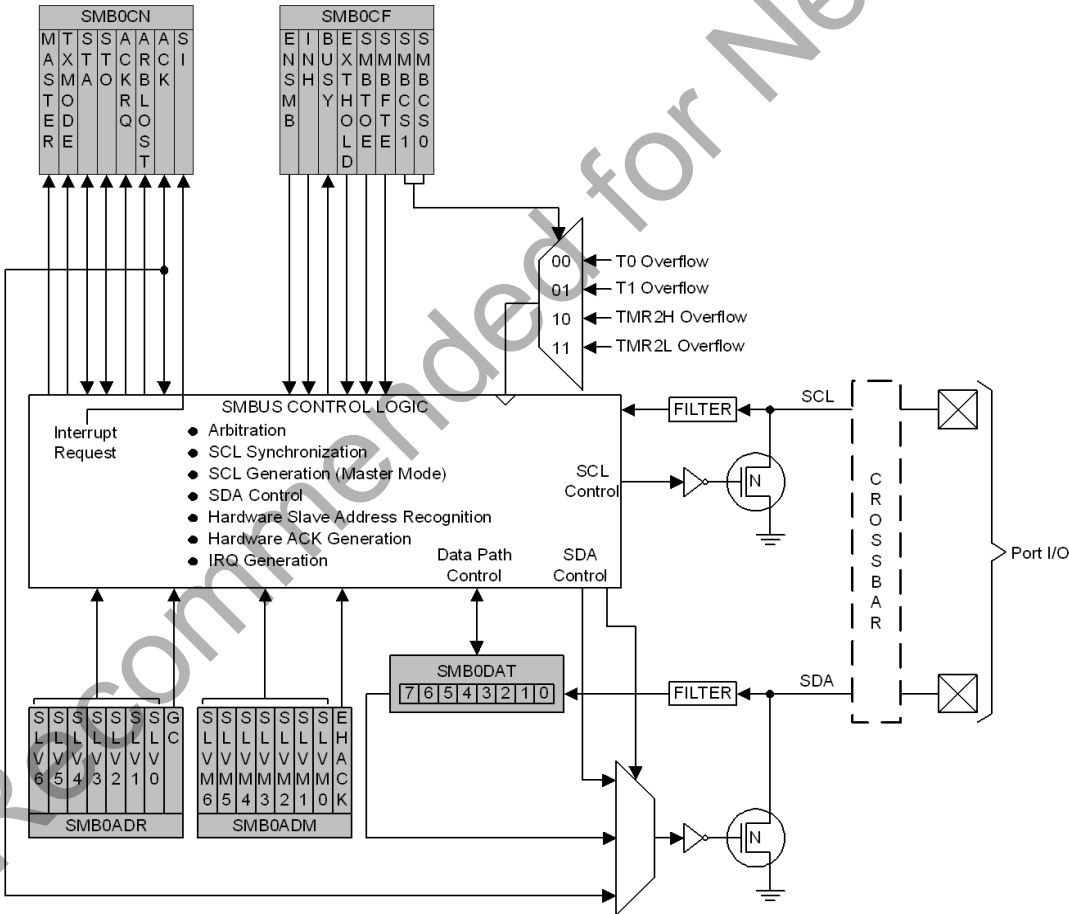 SMB0CN
MASTER
TXMODE
STA
STO
ACKRQ
ARBLOST
ACK
SI
SMB0CF
ENSMB
INH
BUSY
EXTHOLD
SMBTOE
SMBFTE
SMBCS1
SMBCS0
00
01
10
11
T0 Overflow
T1 Overflow
TMR2H Overflow
TMR2L Overflow
SMBUS CONTROL LOGIC
Interrupt
Request
● Arbitration
● SCL Synchronization
● SCL Generation (Master Mode)
● SDA Control
● Hardware Slave Address Recognition
● Hardware ACK Generation
● IRQ Generation
SCL
Control
Data Path
Control
SDA
Control
FILTER
SCL
N
CROSSBAR
Port I/O
SMB0DAT
7 6 5 4 3 2 1 0
FILTER
SDA
N
SLV6
SLV5
SLV4
SLV3
SLV2
SLV1
SLV0
GC
SMB0ADR
SLVM6
SLVM5
SLVM4
SLVM3
SLVM2
SLVM1
SLVM0
EHACK
SMB0ADM
Recommended for Ne